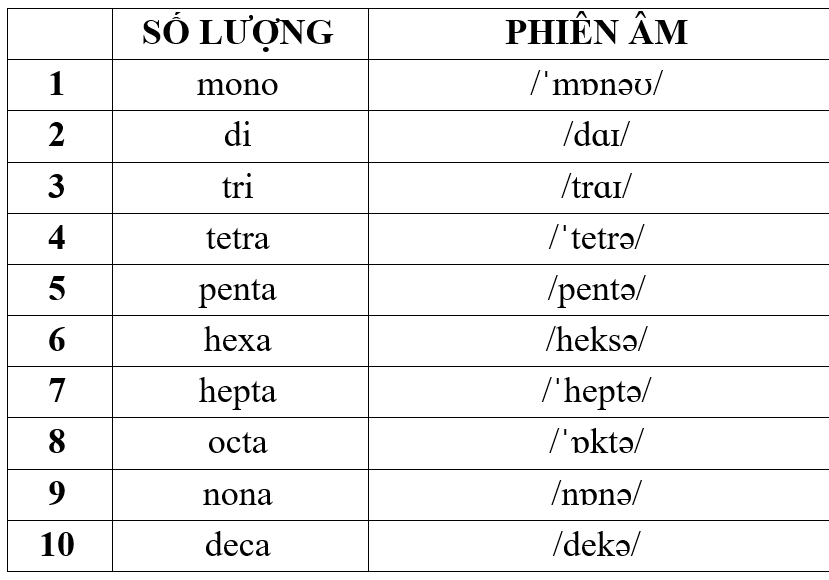 SỐ LƯỢNG PHIÊN ÂM
1 mono /ˈmɒnəʊ/
2 di /dɑɪ/
3 tri /trɑɪ/
4 tetra /ˈtetrə/
5 penta /pentə/
6 hexa /heksə/
7 hepta /ˈheptə/
8 octa /ˈɒktə/
9 nona /nɒnə/
10 deca /dekə/